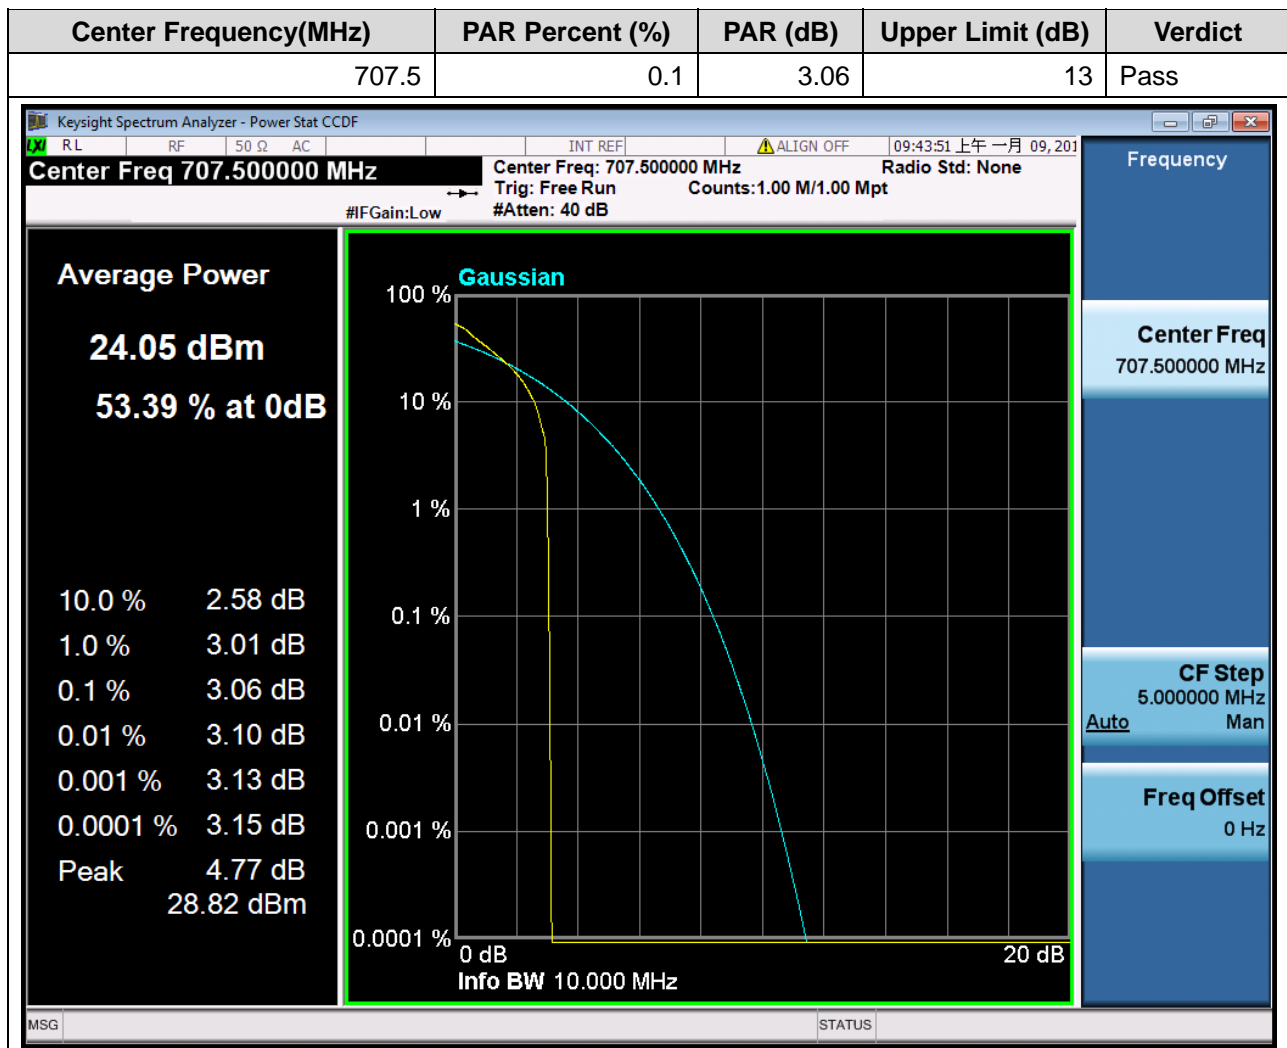 Center Frequency(MHz) PAR Percent (%) PAR (dB) Upper Limit (dB) Verdict
707.5 0.1 3.06 13 Pass
Keysight Spectrum Analyzer - Power Stat CCDF
LXI RL RF 50 Ω AC INT REF ALIGN OFF 09:43:51 上午 一月 09, 201
Center Freq 707.500000 MHz
Center Freq: 707.500000 MHz Radio Std: None
Trig: Free Run Counts:1.00 M/1.00 Mpt
#IFGain:Low #Atten: 40 dB
Average Power
24.05 dBm
53.39 % at 0dB
10.0 % 2.58 dB
1.0 % 3.01 dB
0.1 % 3.06 dB
0.01 % 3.10 dB
0.001 % 3.13 dB
0.0001 % 3.15 dB
Peak 4.77 dB
28.82 dBm
Gaussian
100 %
10 %
1 %
0.1 %
0.01 %
0.001 %
0.0001 %
0 dB 20 dB
Info BW 10.000 MHz
Frequency
Center Freq
707.500000 MHz
CF Step
5.000000 MHz
Auto Man
Freq Offset
0 Hz
MSG STATUS